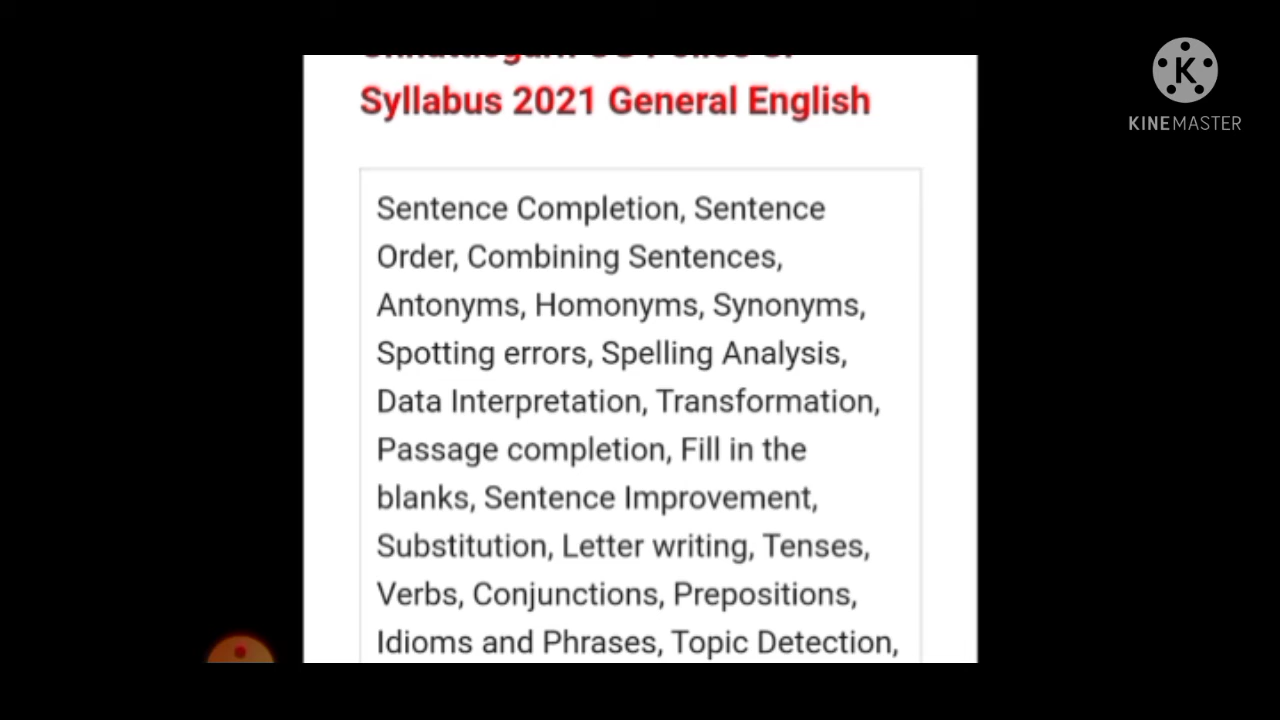 Syllabus 2021 General English
Sentence Completion, Sentence
Order, Combining Sentences,
Antonyms, Homonyms, Synonyms,
Spotting errors, Spelling Analysis,
Data Interpretation, Transformation,
Passage completion, Fill in the
blanks, Sentence Improvement,
Substitution, Letter writing, Tenses,
Verbs, Conjunctions, Prepositions,
Idioms and Phrases, Topic Detection,
K
KINEMASTER